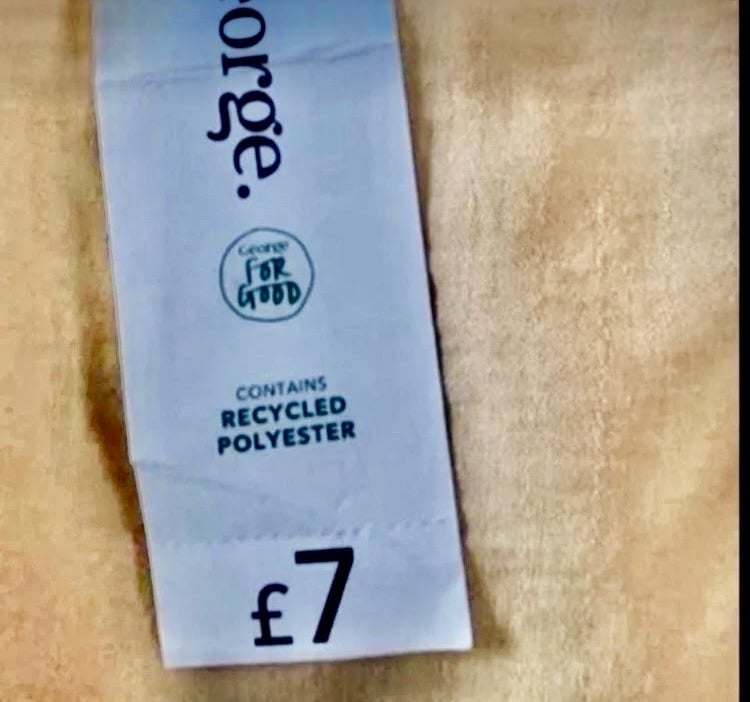 orge.
George
FOR
GOOD
CONTAINS
RECYCLED
POLYESTER
£7